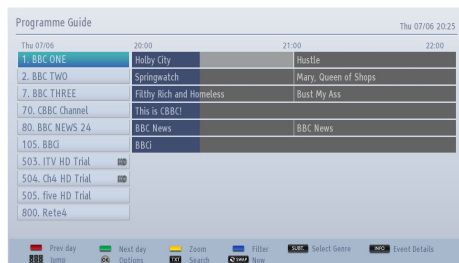 Programme Guide Thu 07/06 20:25
Thu 07/06 20:00 21:00 22:00
1. BBC ONE Holby City Hustle
2. BBC TWO Springwatch Mary, Queen of Shops
7. BBC THREE Filthy Rich and Homeless Bust My Ass
70. CBBC Channel This is CBBC!
80. BBC NEWS 24 BBC News BBC News
105. BBCi BBCi
503. ITV HD Trial
504. Ch4 HD Trial
505. five HD Trial
800. Rete4
Prev day Next day Zoom Filter SUBT. Select Genre INFO Event Details
Jump OK Options TXT Search SWAP Now